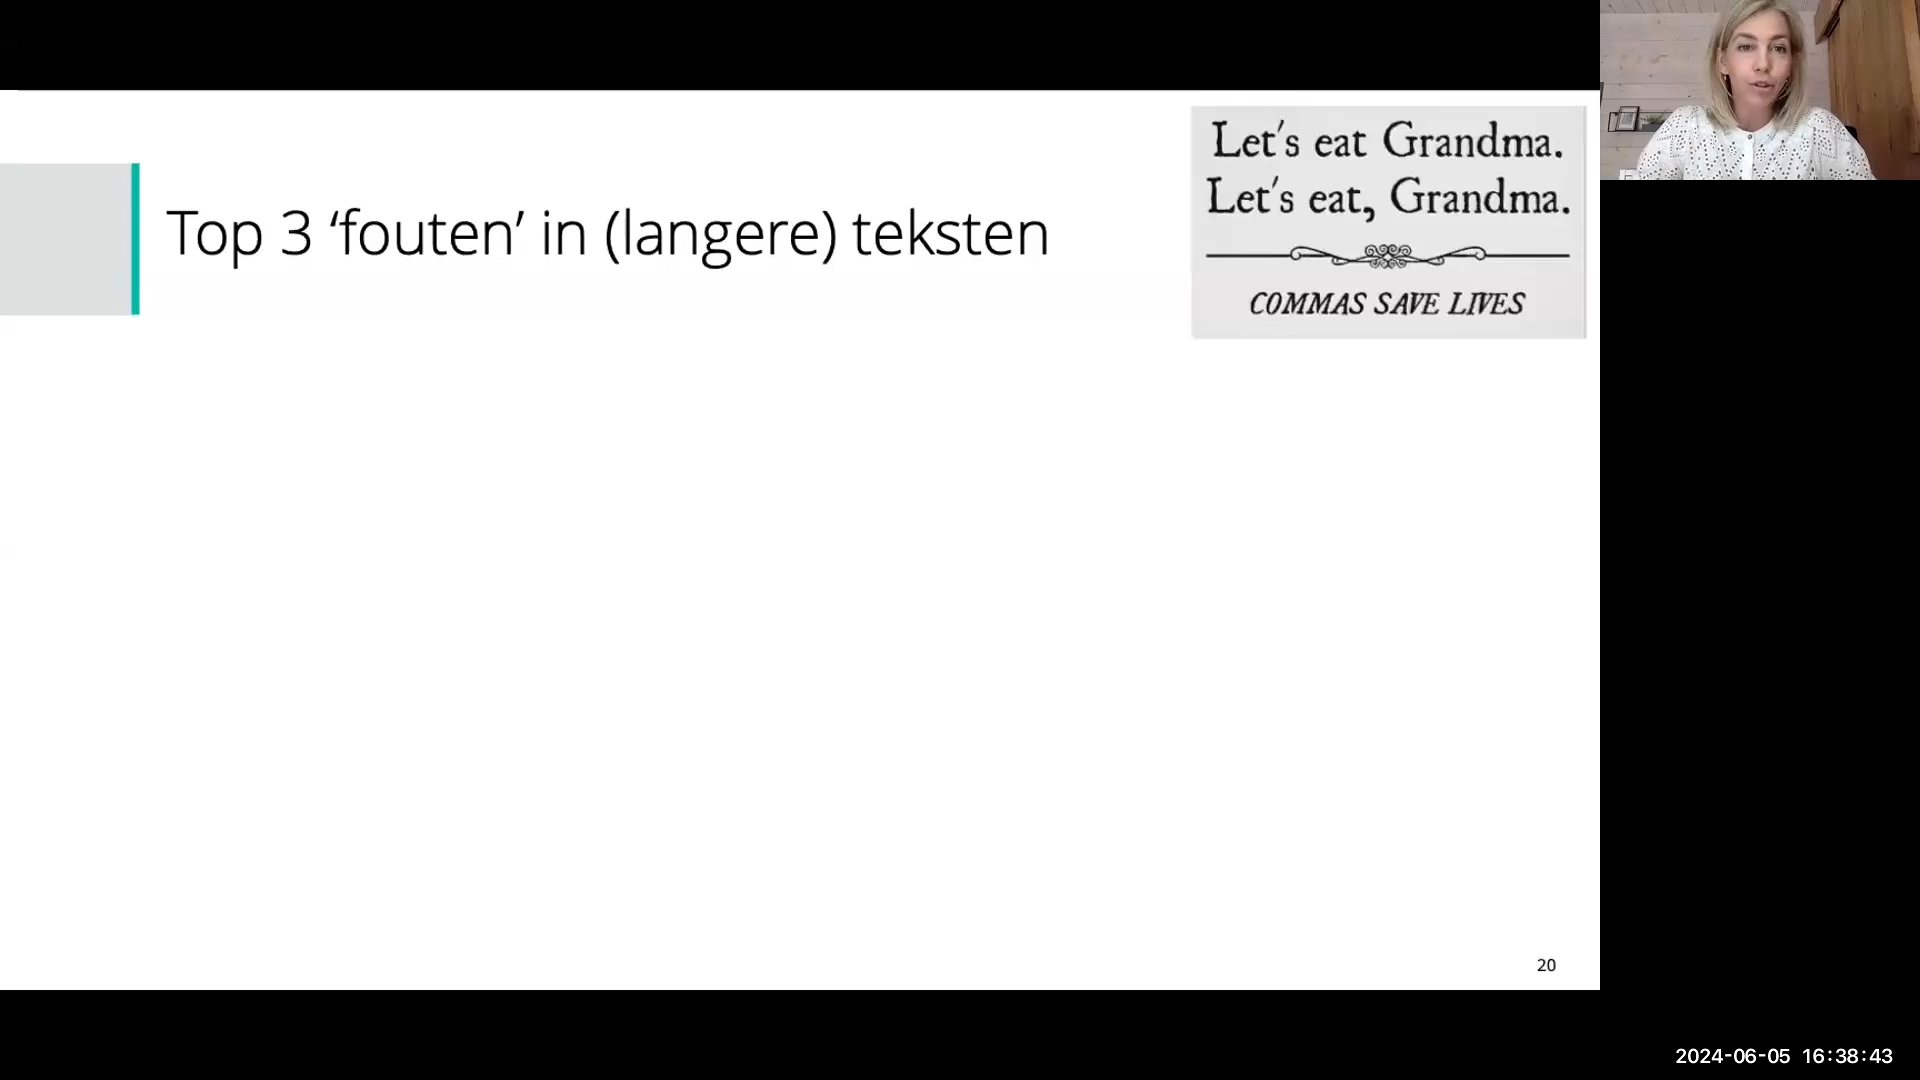 Top 3 ‘fouten’ in (langere) teksten
Let's eat Grandma.
Let's eat, Grandma.
COMMAS SAVE LIVES
20
2024-06-05 16:38:43